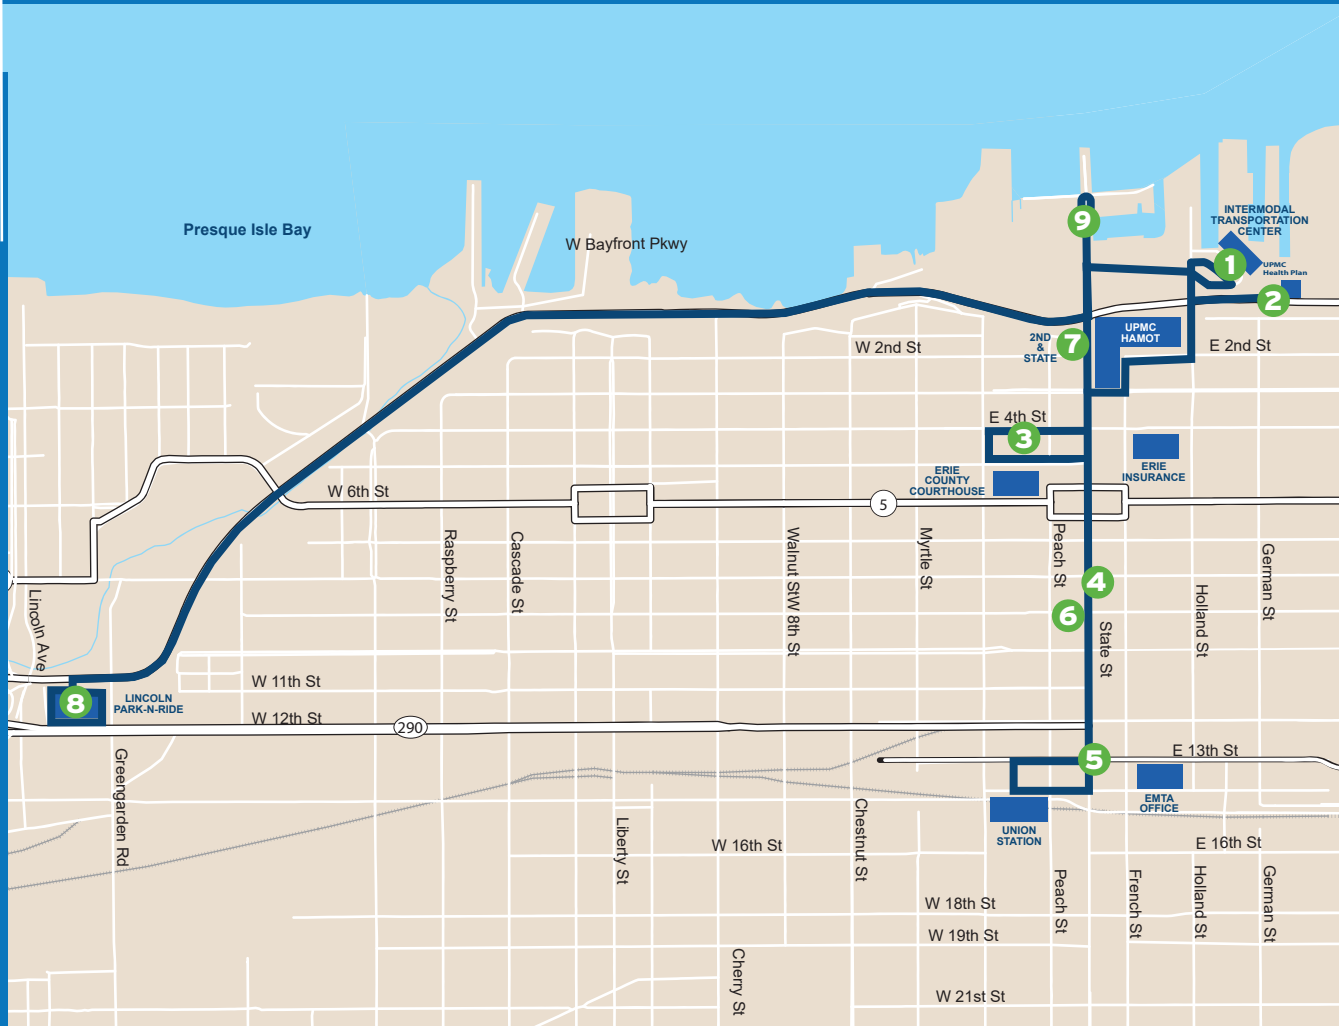 Presque Isle Bay
W Bayfront Pkwy
9
INTERMODAL
TRANSPORTATION
CENTER
1
UPMC
Health Plan
2
UPMC
HAMOT
2ND
&
STATE
7
W 2nd St
E 2nd St
E 4th St
3
ERIE
COUNTY
COURTHOUSE
ERIE
INSURANCE
W 6th St
5
Raspberry St
Cascade St
Walnut St
W 8th St
Myrtle St
Peach St
4
6
State St
Holland St
German St
Lincoln Ave
W 11th St
8
LINCOLN
PARK-N-RIDE
W 12th St
290
5
E 13th St
EMTA
OFFICE
UNION
STATION
Greengarden Rd
Liberty St
W 16th St
Chestnut St
E 16th St
Peach St
French St
Holland St
German St
W 18th St
W 19th St
Cherry St
W 21st St